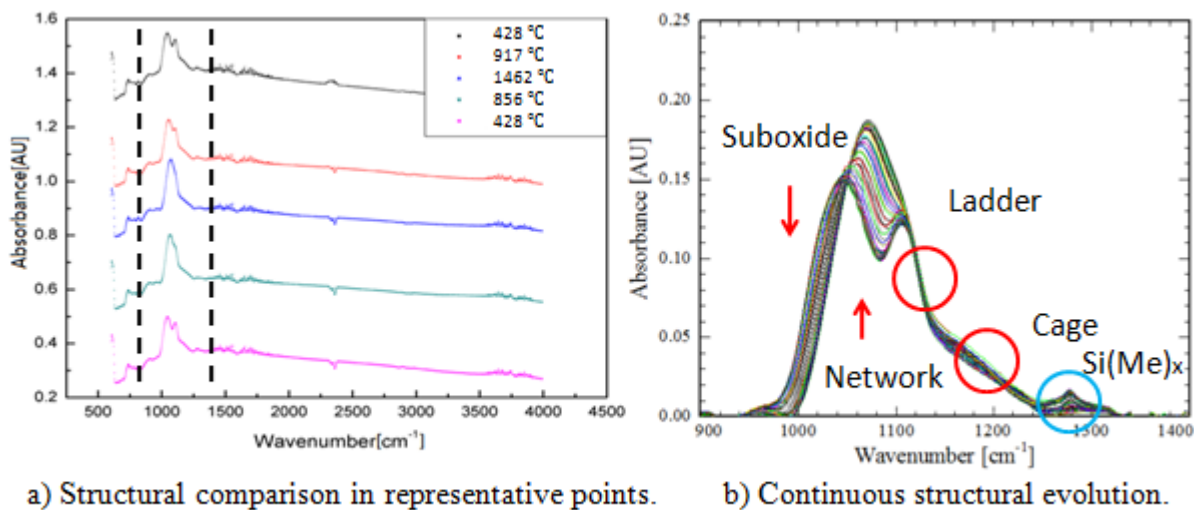 1.6
1.4
1.2
1.0
0.8
0.6
0.4
0.2
Absorbance[AU]
500 1000 1500 2000 2500 3000 3500 4000 4500
Wavenumber[cm⁻¹]
428 °C
917 °C
1462 °C
856 °C
428 °C
a) Structural comparison in representative points.
0.25
0.20
0.15
0.10
0.05
0.00
Absorbance [AU]
Suboxide
Ladder
Cage
Si(Me)ₓ
Network
900 1000 1100 1200 1300 1400
Wavenumber [cm⁻¹]
b) Continuous structural evolution.